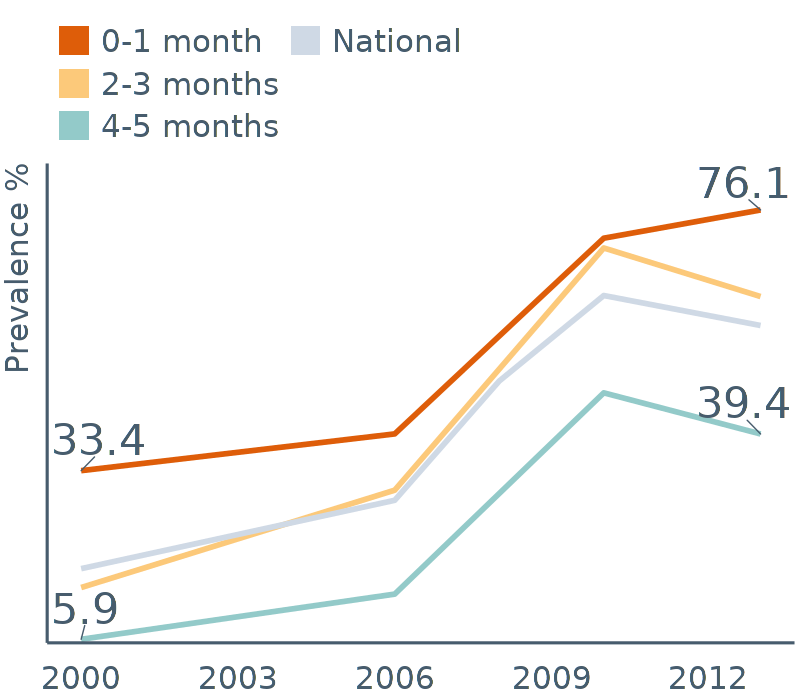 0-1 month
National
2-3 months
4-5 months
Prevalence %
76.1
39.4
33.4
5.9
2000 2003 2006 2009 2012